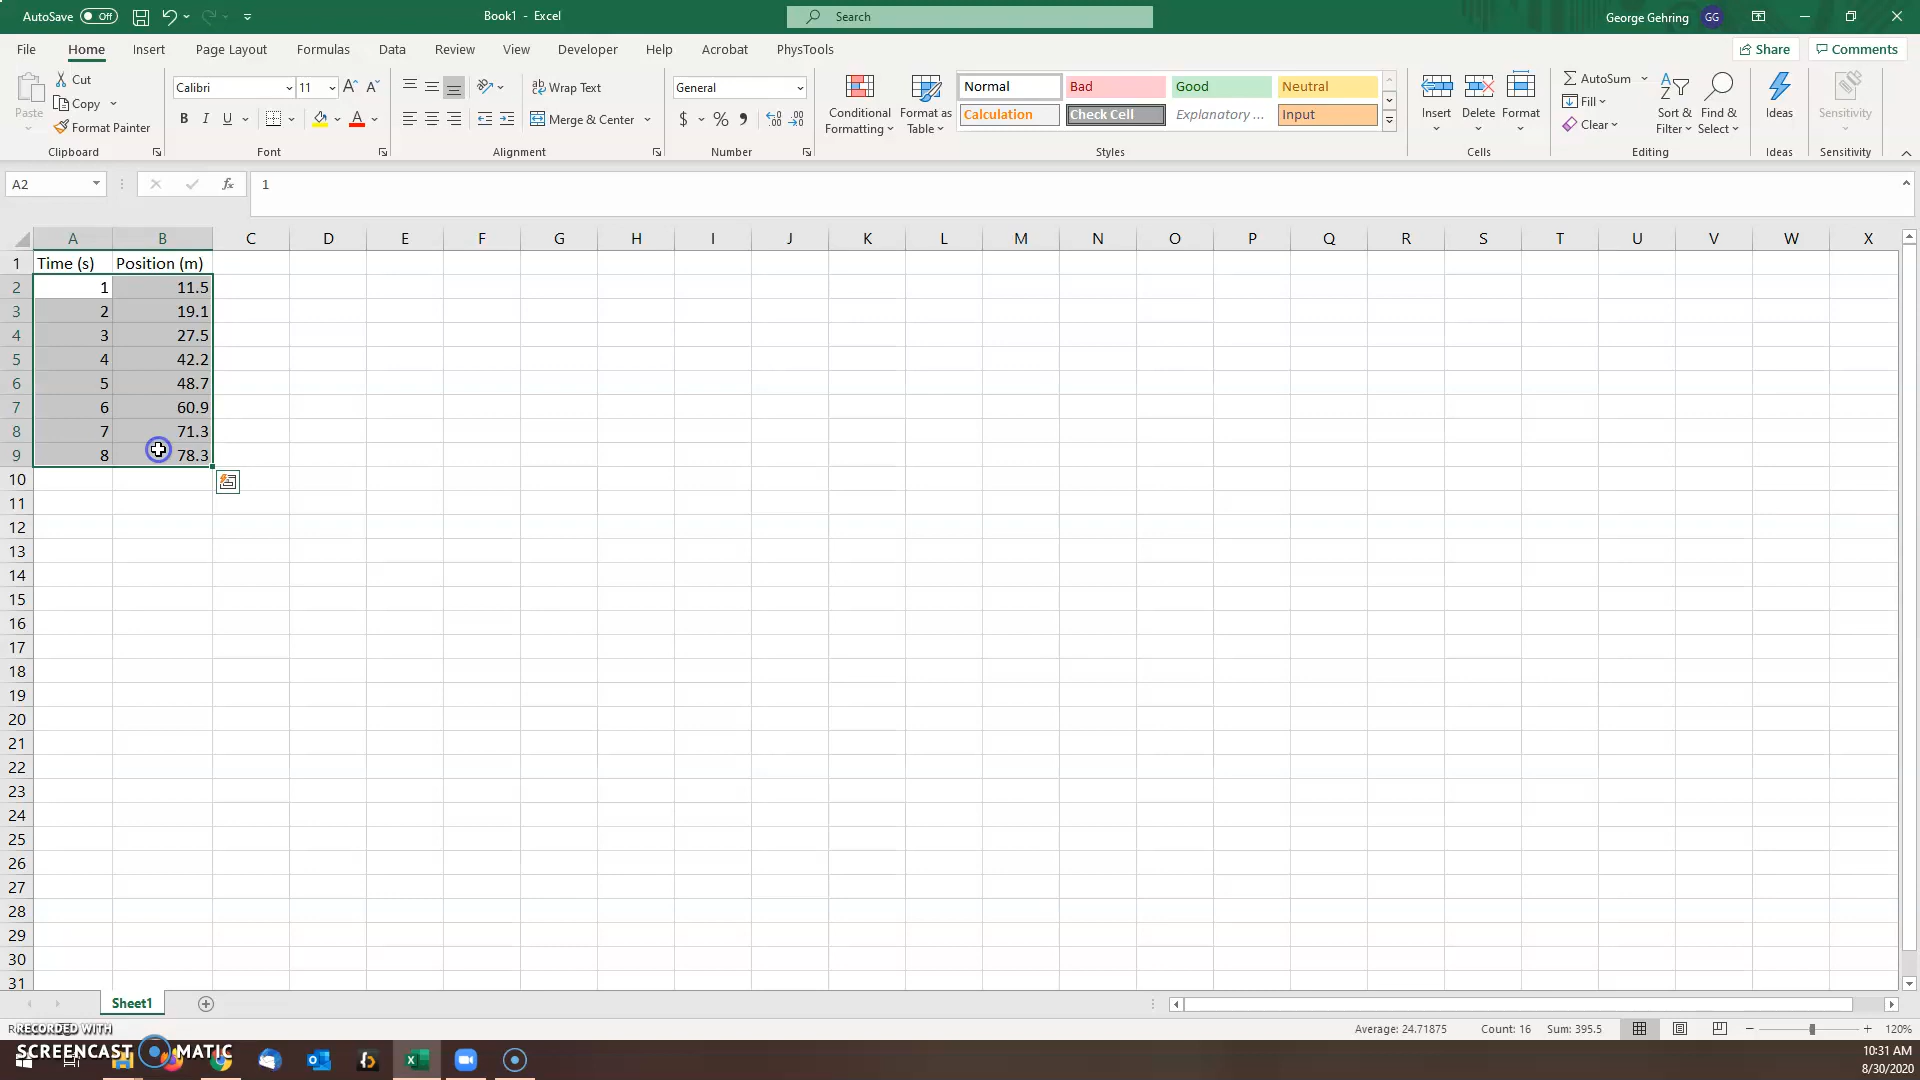 AutoSave Off Book1 - Excel Search George Gehring GG
File Home Insert Page Layout Formulas Data Review View Developer Help Acrobat PhysTools Share Comments
Paste Cut Copy Format Painter
Clipboard
Calibri 11 A A B I U A
Font
Wrap Text Merge & Center
Alignment
General $ % 9
Number
Conditional Formatting Format as Table
Normal Bad Good Neutral
Calculation Check Cell Explanatory ... Input
Styles
Insert Delete Format
Cells
AutoSum Fill Clear Sort & Filter Find & Select
Editing
Ideas
Ideas
Sensitivity
Sensitivity
A2 fx 1
A B C D E F G H I J K L M N O P Q R S T U V W X
1 Time (s) Position (m)
2 1 11.5
3 2 19.1
4 3 27.5
5 4 42.2
6 5 48.7
7 6 60.9
8 7 71.3
9 8 78.3
10
11
12
13
14
15
16
17
18
19
20
21
22
23
24
25
26
27
28
29
30
31
Sheet1
Average: 24.71875 Count: 16 Sum: 395.5 120%
RECORDED WITH
SCREENCAST MATIC
10:31 AM
8/30/2020